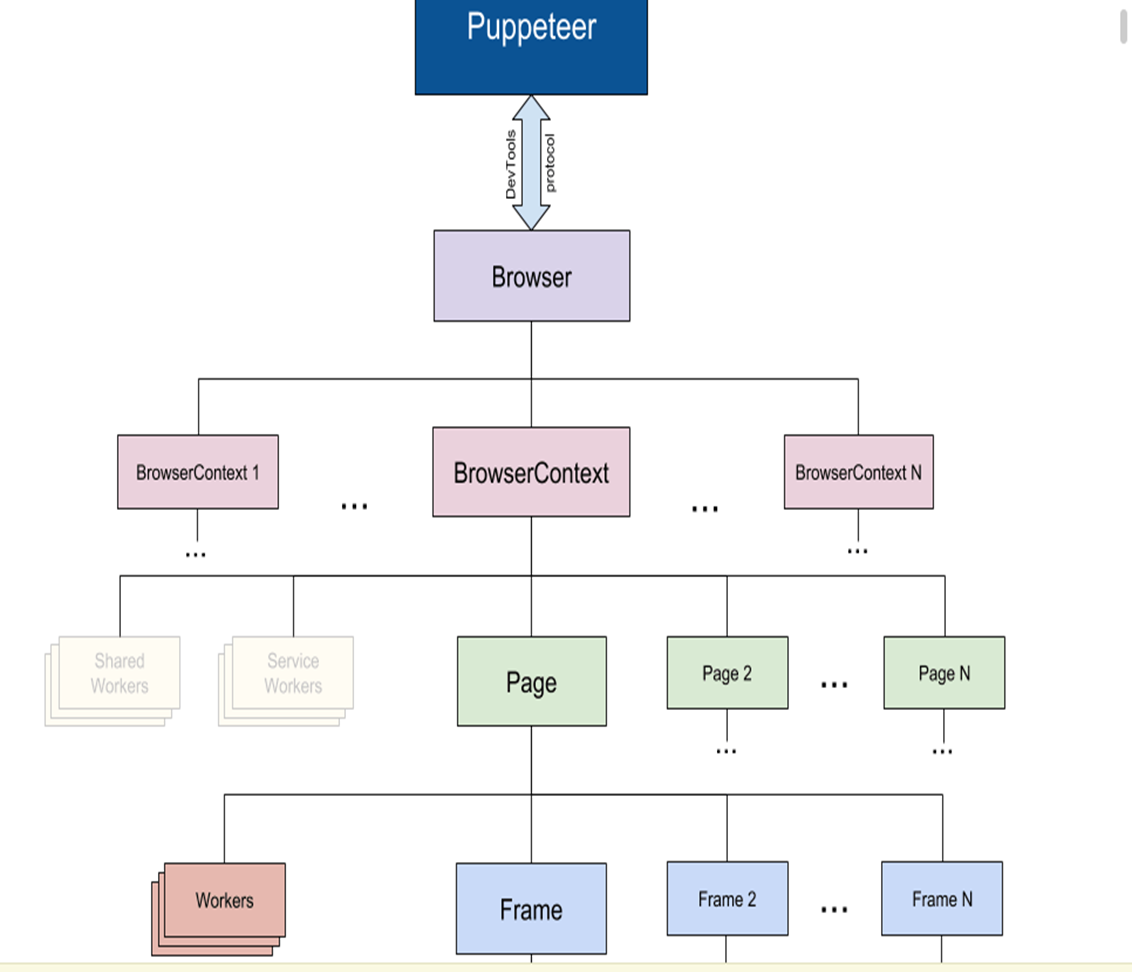 Puppeteer
DevTools
protocol
Browser
BrowserContext 1
...
BrowserContext
...
BrowserContext N
...
...
Shared
Workers
Service
Workers
Page
Page 2
...
Page N
...
...
Workers
Frame
Frame 2
...
Frame N